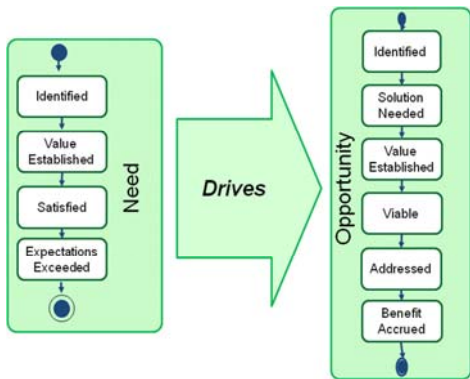 Identified
Value
Established
Satisfied
Expectations
Exceeded
Need
Drives
Opportunity
Identified
Solution
Needed
Value
Established
Viable
Addressed
Benefit
Accrued